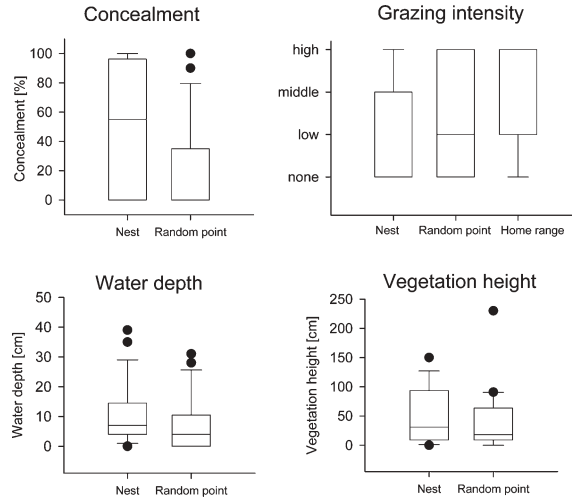 Concealment
Concealment [%]
100
80
60
40
20
0
Nest
Random point
Grazing intensity
high
middle
low
none
Nest
Random point
Home range
Water depth
Water depth [cm]
50
40
30
20
10
0
Nest
Random point
Vegetation height
Vegetation height [cm]
250
200
150
100
50
0
Nest
Random point